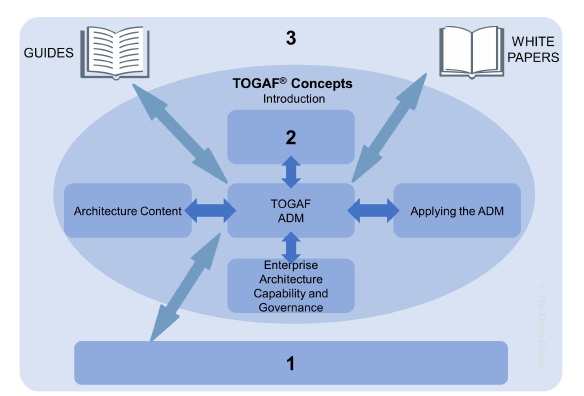 3
GUIDES
WHITE
PAPERS
TOGAF® Concepts
Introduction
2
Architecture Content
TOGAF
ADM
Applying the ADM
Enterprise
Architecture
Capability and
Governance
1
© The Open Group